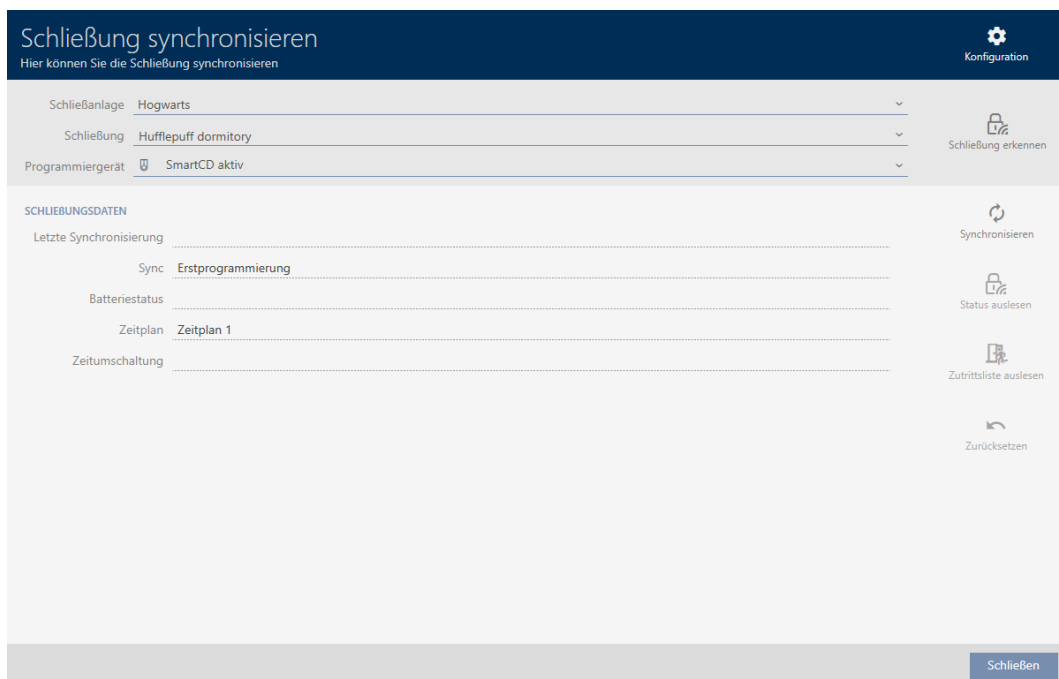 Schließung synchronisieren
Hier können Sie die Schließung synchronisieren
Konfiguration
Schließanlage Hogwarts
Schließung Hufflepuff dormitory
Programmiergerät SmartCD aktiv
Schließung erkennen
SCHLIEßUNGSDATEN
Letzte Synchronisierung
Sync Erstprogrammierung
Batteriestatus
Zeitplan Zeitplan 1
Zeitumschaltung
Synchronisieren
Status auslesen
Zutrittsliste auslesen
Zurücksetzen
Schließen